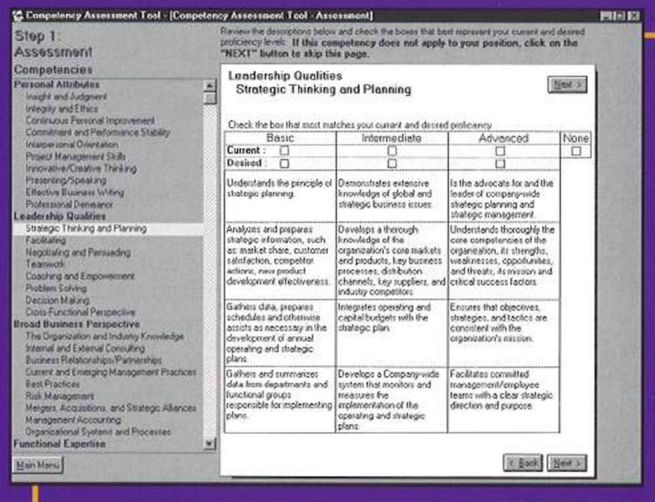 Competency Assessment Tool - [Competency Assessment Tool - Assessment]
Step 1:
Assessment
Review the descriptions below and check the boxes that best represent your current and desired
proficiency levels. If this competency does not apply to your position, click on the
"NEXT" button to skip this page.
Competencies
Personal Attributes
Insight and Judgment
Integrity and Ethics
Continuous Personal Improvement
Commitment and Performance Stability
Interpersonal Orientation
Project Management Skills
Innovative/Creative Thinking
Presenting/Speaking
Effective Business Writing
Professional Demeanor
Leadership Qualities
Strategic Thinking and Planning
Facilitating
Negotiating and Persuading
Teamwork
Coaching and Empowerment
Problem Solving
Decision Making
Cross-Functional Perspective
Broad Business Perspective
The Organization and Industry Knowledge
Internal and External Consulting
Business Relationships/Partnerships
Current and Emerging Management Practices
Best Practices
Risk Management
Mergers, Acquisitions, and Strategic Alliances
Management Accounting
Organizational Systems and Processes
Functional Expertise
Main Menu
Leadership Qualities
Strategic Thinking and Planning
Next >
Check the box that most matches your current and desired proficiency
Basic Intermediate Advanced None
Current :
Desired :
Understands the principle of
strategic planning.
Demonstrates extensive
knowledge of global and
strategic business issues.
Is the advocate for and the
leader of company-wide
strategic planning and
strategic management.
Analyzes and prepares
strategic information, such
as: market share, customer
satisfaction, competitor
actions, new product
development effectiveness.
Develops a thorough
knowledge of the
organization's core markets
and products, key business
processes, distribution
channels, key suppliers, and
industry competitors.
Understands thoroughly the
core competencies of the
organization, its strengths,
weaknesses, opportunities,
and threats, its mission and
critical success factors.
Gathers data, prepares
schedules and otherwise
assists as necessary in the
development of annual
operating and strategic
plans.
Integrates operating and
capital budgets with the
strategic plan.
Ensures that objectives,
strategies, and tactics are
consistent with the
organization's mission.
Gathers and summarizes
data from departments and
functional groups
responsible for implementing
plans.
Develops a Company-wide
system that monitors and
measures the
implementation of the
operating and strategic
plans.
Facilitates committed
management/employee
teams with a clear strategic
direction and purpose.
< Back Next >